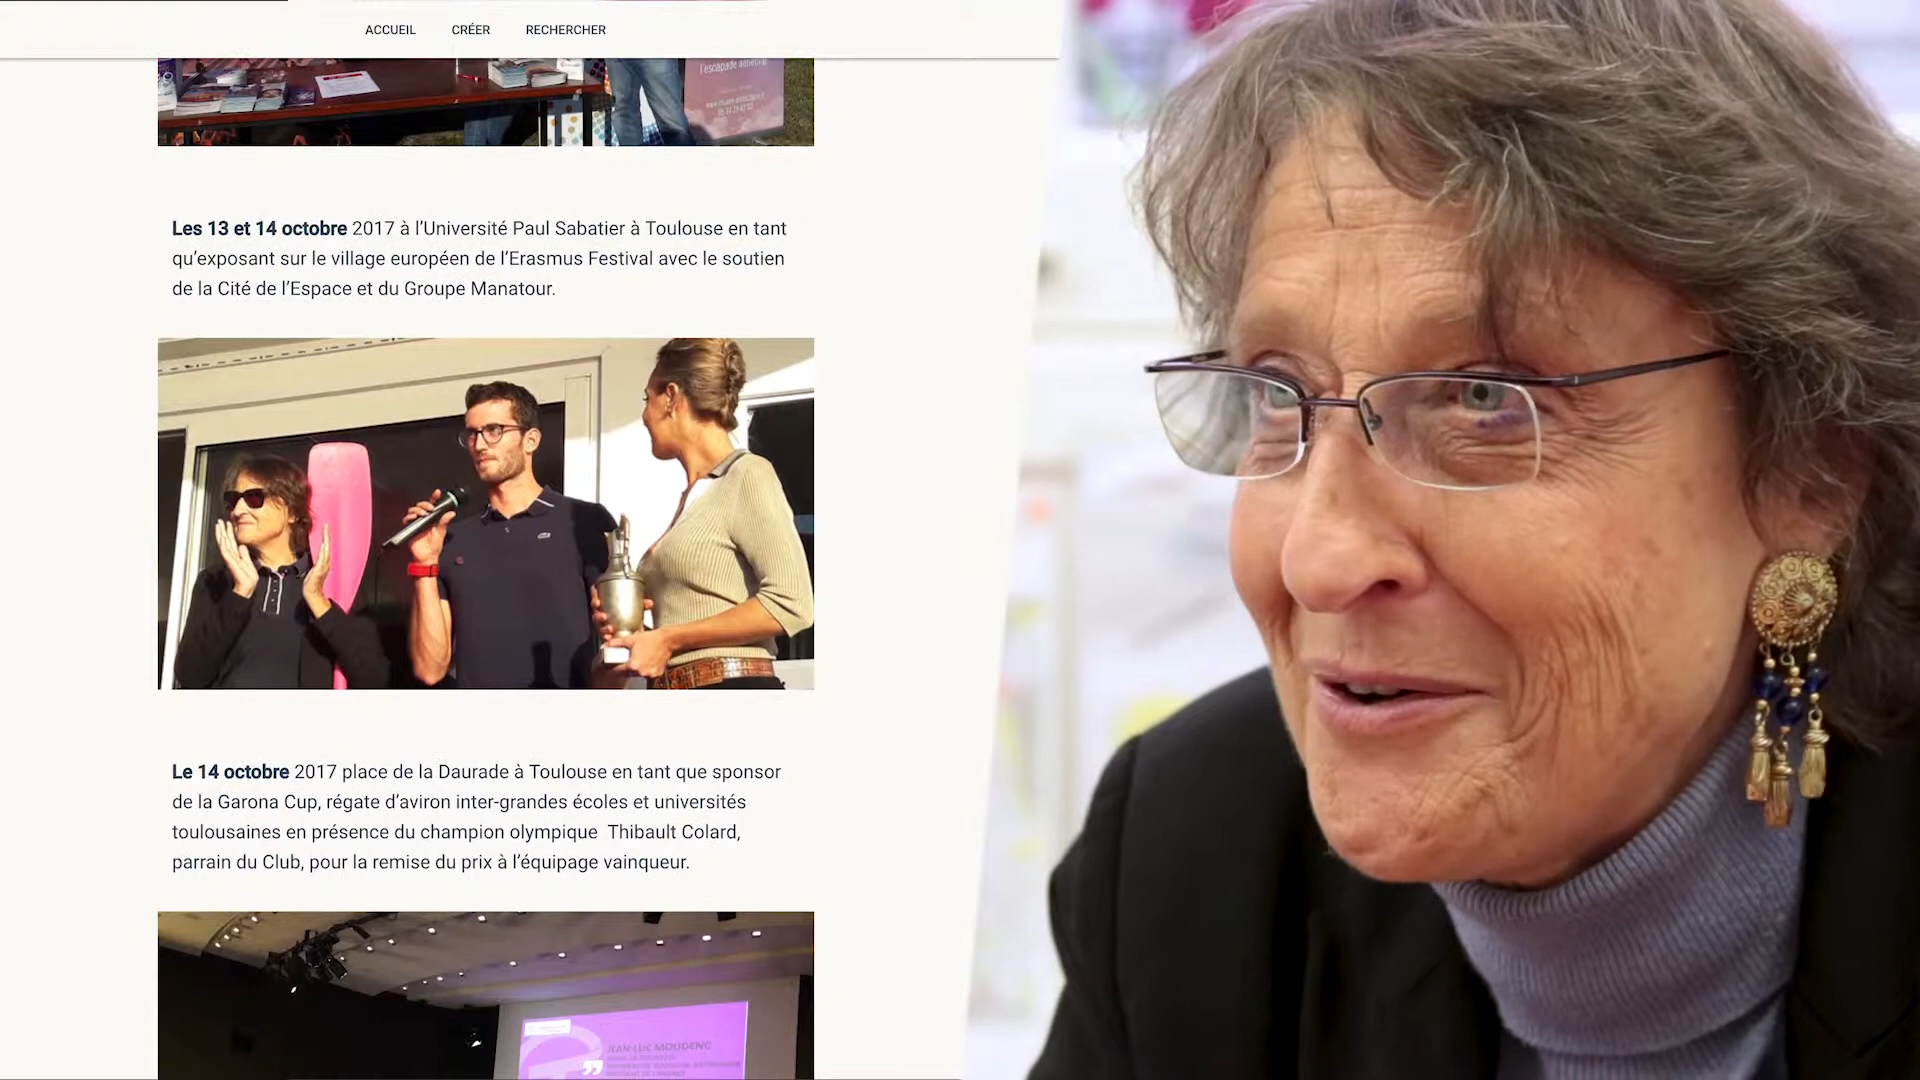 ACCUEIL CRÉER RECHERCHER
l'escapade aérienne
Les 13 et 14 octobre 2017 à l'Université Paul Sabatier à Toulouse en tant
qu'exposant sur le village européen de l'Erasmus Festival avec le soutien
de la Cité de l'Espace et du Groupe Manatour.
Le 14 octobre 2017 place de la Daurade à Toulouse en tant que sponsor
de la Garona Cup, régate d'aviron inter-grandes écoles et universités
toulousaines en présence du champion olympique  Thibault Colard,
parrain du Club, pour la remise du prix à l'équipage vainqueur.
JEAN-LUC MOUDENC